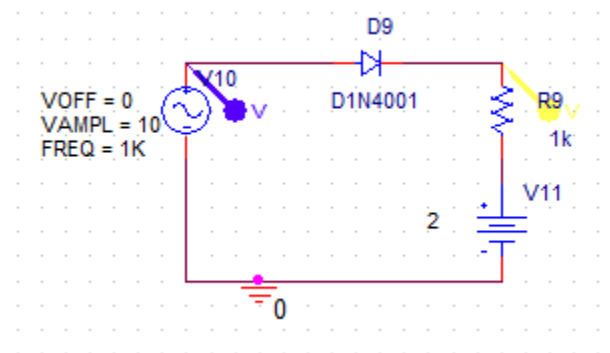 D9
V10
V
VOFF = 0
VAMPL = 10
FREQ = 1K
D1N4001
R9
V
1k
V11
2
0